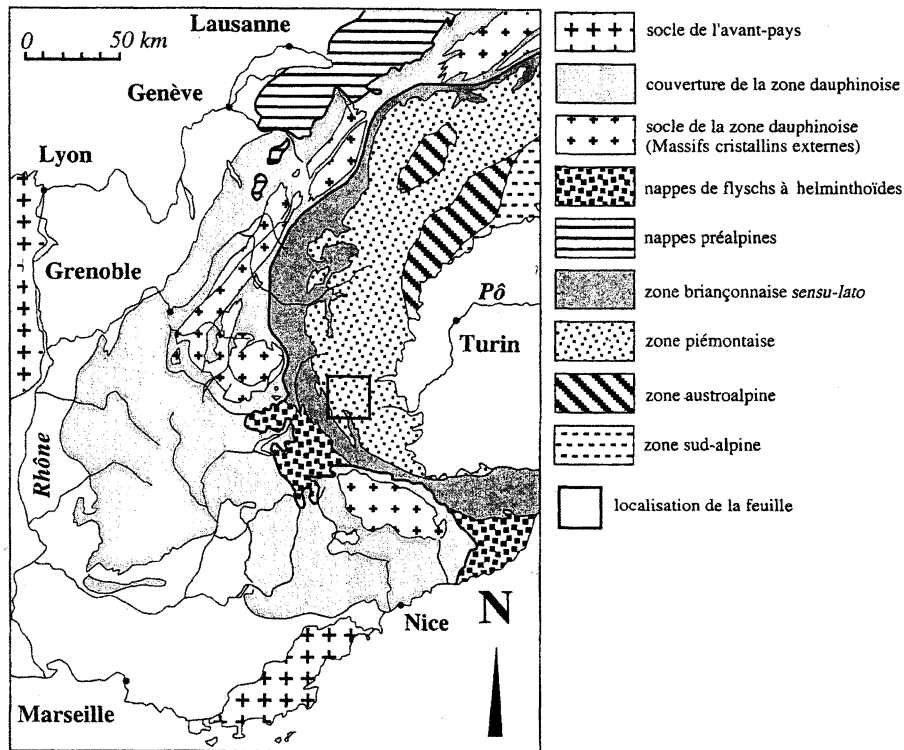 Lausanne
0 50 km
Genève
Lyon
Grenoble
Pô
Turin
Rhône
Nice
N
Marseille
socle de l'avant-pays
couverture de la zone dauphinoise
socle de la zone dauphinoise
(Massifs cristallins externes)
nappes de flyschs à helminthoïdes
nappes préalpines
zone briançonnaise sensu-lato
zone piémontaise
zone austroalpine
zone sud-alpine
localisation de la feuille